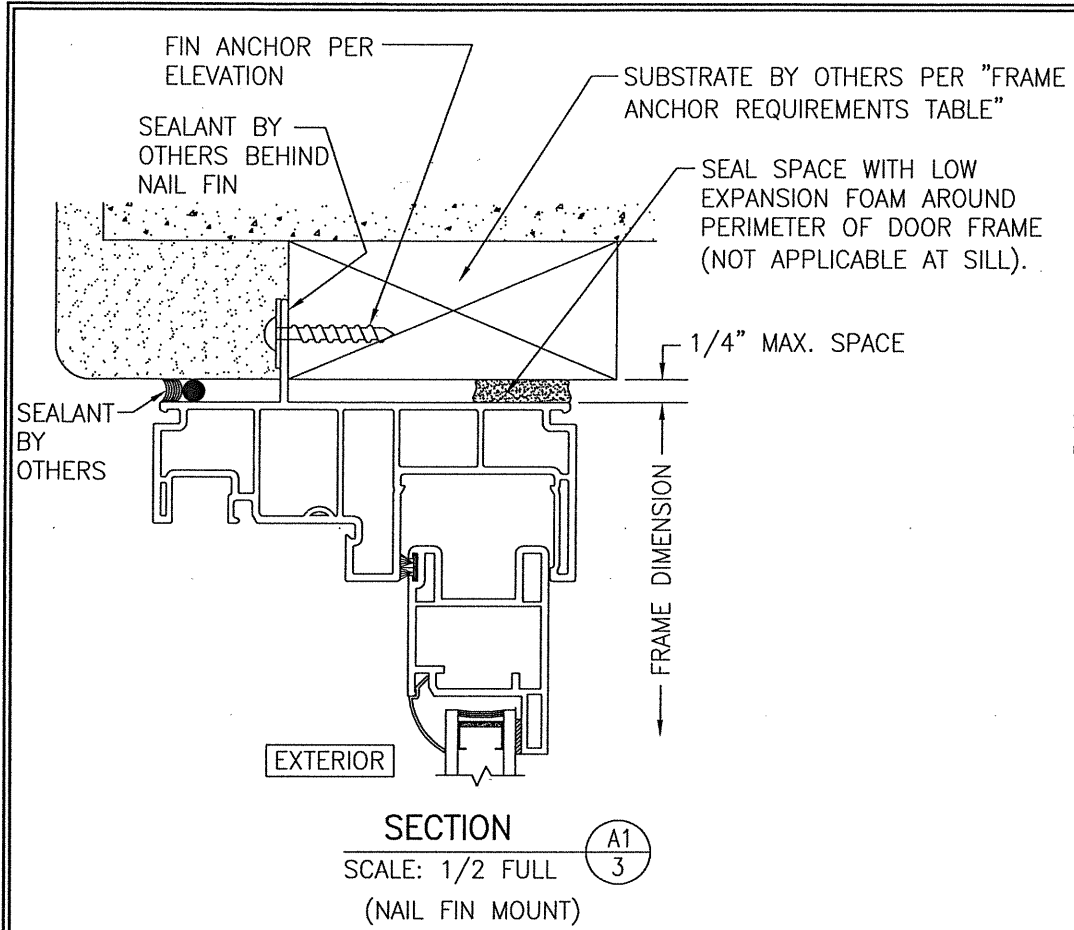 FIN ANCHOR PER
ELEVATION
SUBSTRATE BY OTHERS PER "FRAME
ANCHOR REQUIREMENTS TABLE"
SEALANT BY
OTHERS BEHIND
NAIL FIN
SEAL SPACE WITH LOW
EXPANSION FOAM AROUND
PERIMETER OF DOOR FRAME
(NOT APPLICABLE AT SILL).
1/4" MAX. SPACE
SEALANT
BY
OTHERS
FRAME DIMENSION
EXTERIOR
SECTION
A1
3
SCALE: 1/2 FULL
(NAIL FIN MOUNT)